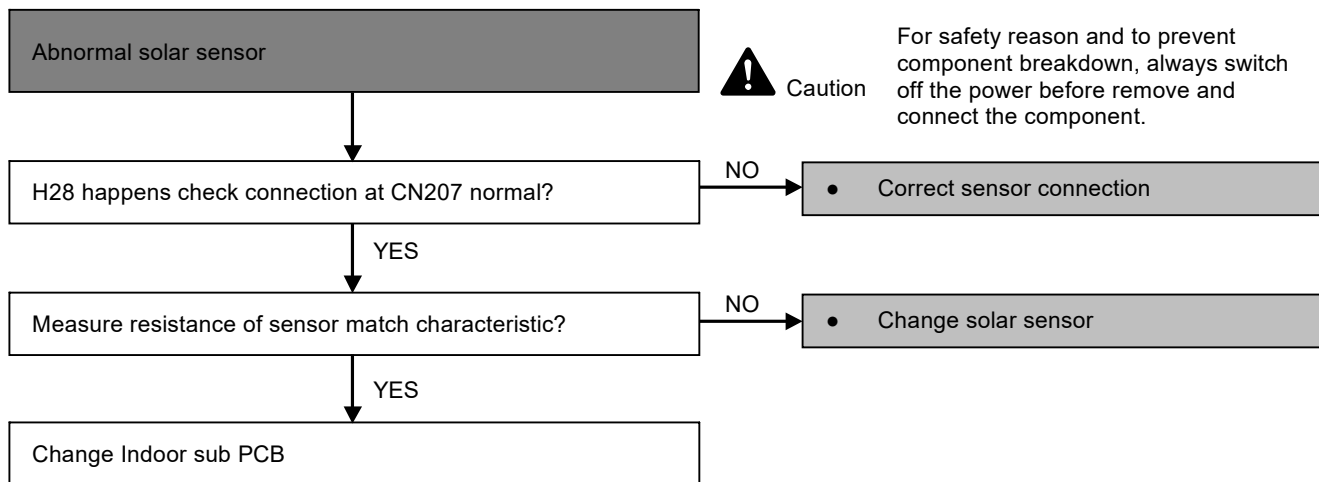 Abnormal solar sensor
Caution
For safety reason and to prevent
component breakdown, always switch
off the power before remove and
connect the component.
H28 happens check connection at CN207 normal?
NO
● Correct sensor connection
YES
Measure resistance of sensor match characteristic?
NO
● Change solar sensor
YES
Change Indoor sub PCB